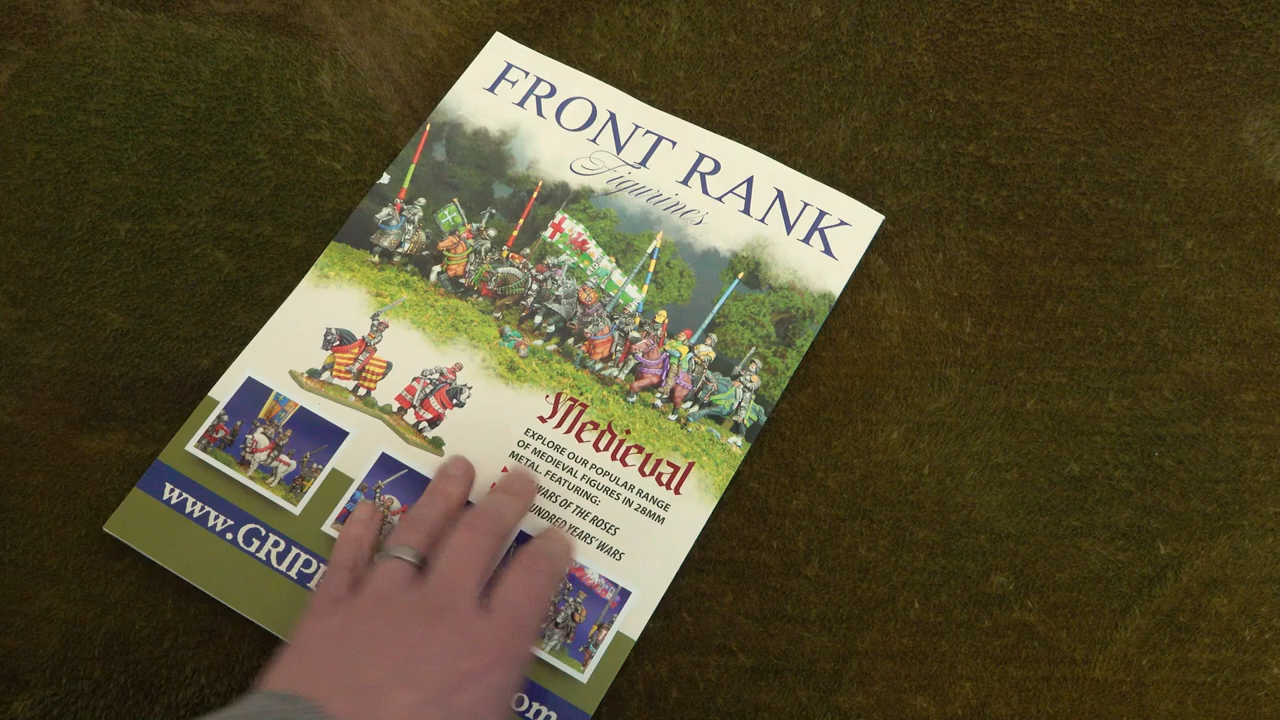 FRONT RANK
Figurines
Medieval
EXPLORE OUR POPULAR RANGE
OF MEDIEVAL FIGURES IN 28MM
METAL. FEATURING:
WARS OF THE ROSES
UNDRED YEARS' WARS
www.GRIP
om